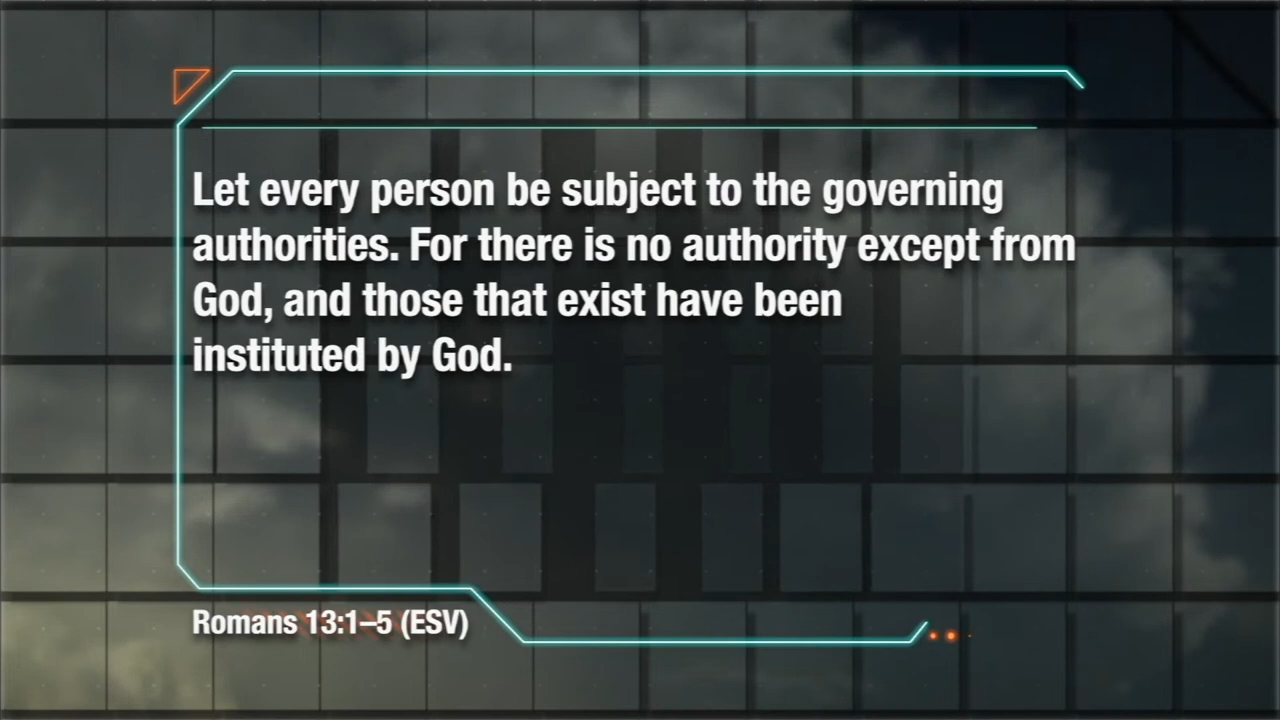 Let every person be subject to the governing
authorities. For there is no authority except from
God, and those that exist have been
instituted by God.
Romans 13:1–5 (ESV)